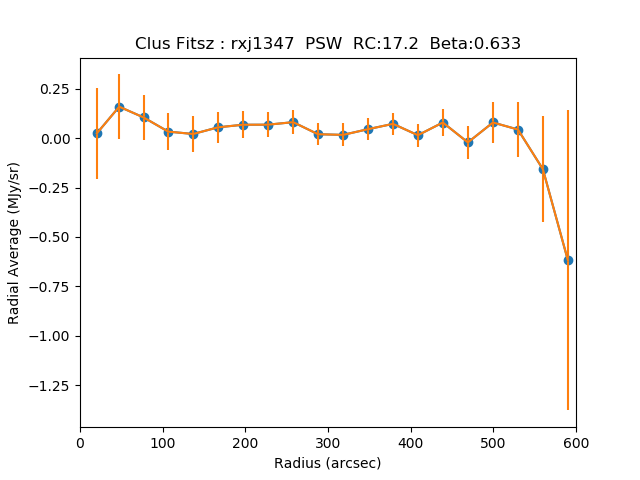 Clus Fitsz : rxj1347  PSW  RC:17.2  Beta:0.633
0.25
0.00
−0.25
−0.50
−0.75
−1.00
−1.25
Radial Average (MJy/sr)
0 100 200 300 400 500 600
Radius (arcsec)